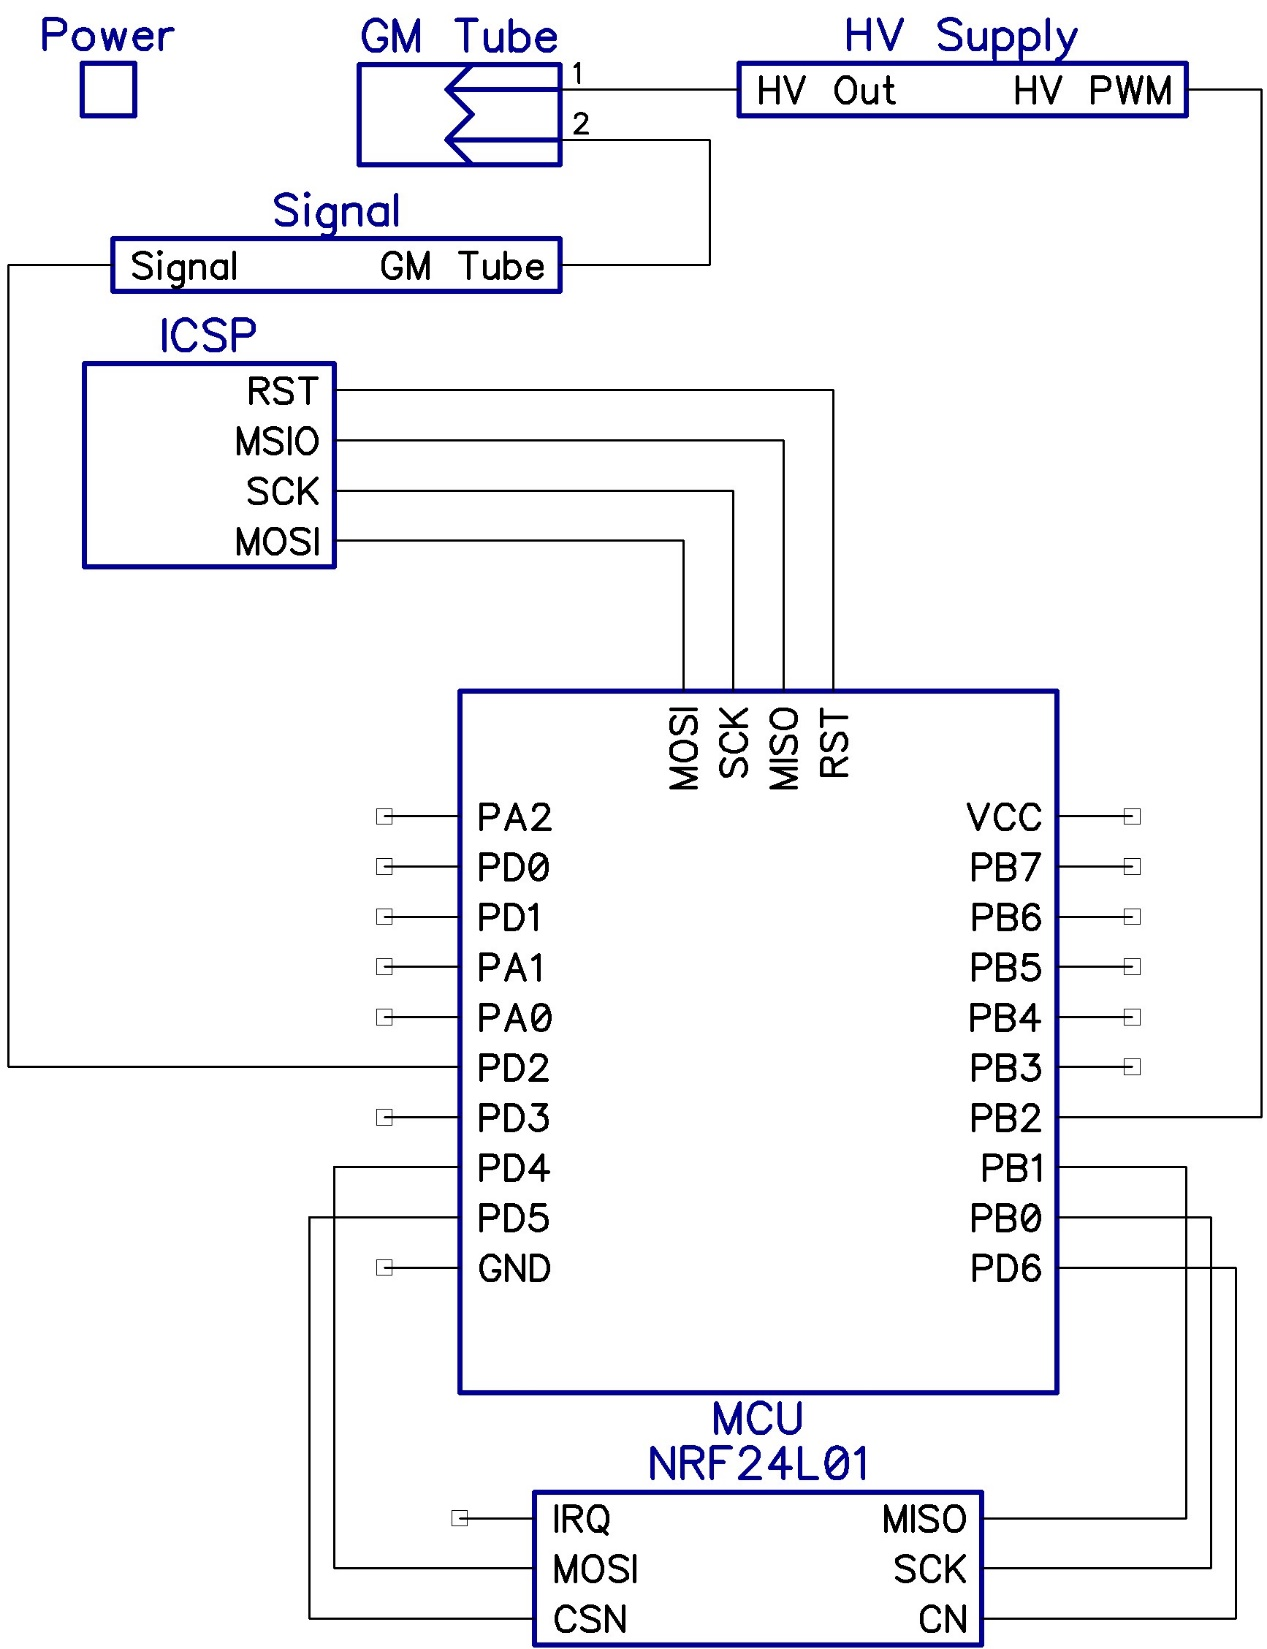 Power
GM Tube
HV Supply
1
HV Out HV PWM
2
Signal
Signal GM Tube
ICSP
RST
MSIO
SCK
MOSI
MOSI
SCK
MISO
RST
PA2 VCC
PD0 PB7
PD1 PB6
PA1 PB5
PA0 PB4
PD2 PB3
PD3 PB2
PD4 PB1
PD5 PB0
GND PD6
MCU
NRF24L01
IRQ MISO
MOSI SCK
CSN CN